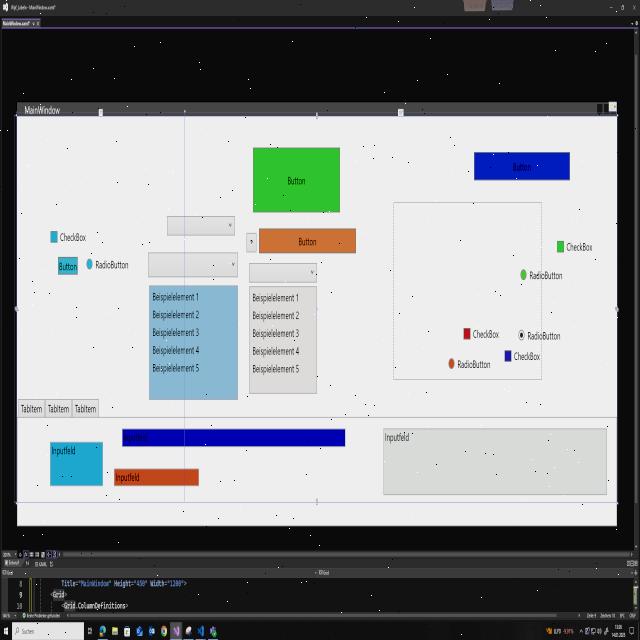 MainWindow.xaml*
MainWindow
Button
Button
CheckBox
CheckBox
Button
Button
RadioButton
RadioButton
Beispielelement 1
Beispielelement 2
Beispielelement 3
Beispielelement 4
Beispielelement 5
Beispielelement 1
Beispielelement 2
Beispielelement 3
Beispielelement 4
Beispielelement 5
CheckBox
RadioButton
CheckBox
RadioButton
TabItem
TabItem
TabItem
Inputfeld
Inputfeld
Inputfeld
Inputfeld
8 Title="MainWindow" Height="450" Width="1200">
9 <Grid>
10 <Grid.ColumnDefinitions>
Suchen